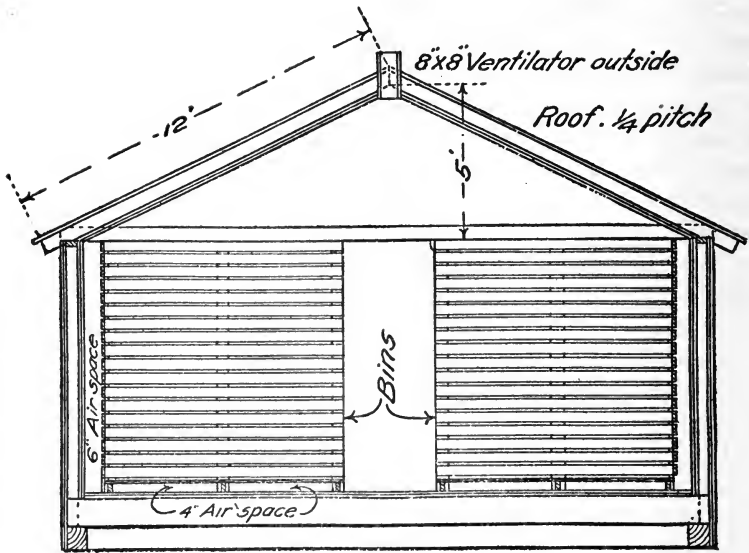 8"x8" Ventilator outside
12'
Roof. ¼ pitch
5'
6" Air space
Bins
4" Air space